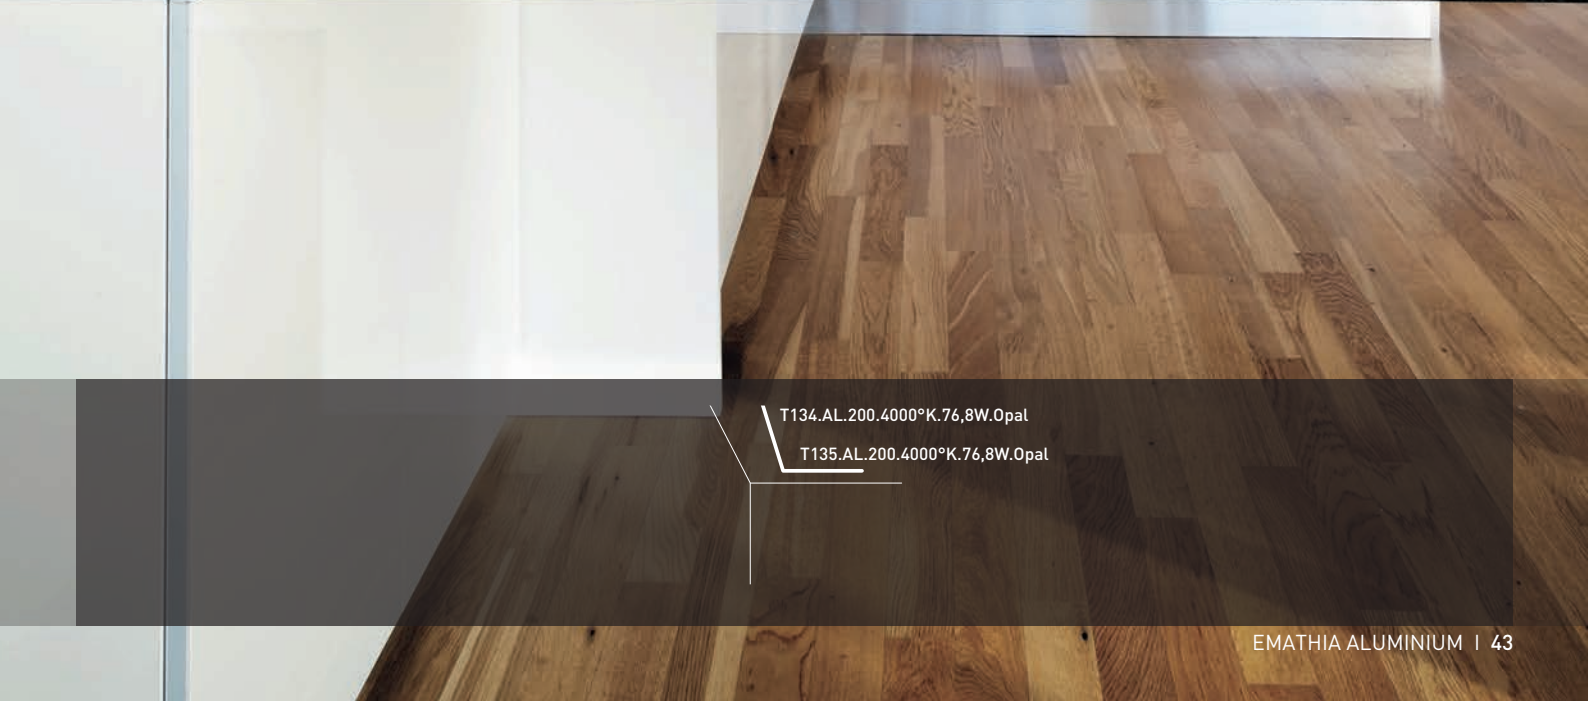 T134.AL.200.4000°K.76,8W.Opal
T135.AL.200.4000°K.76,8W.Opal
EMATHIA ALUMINIUM | 43